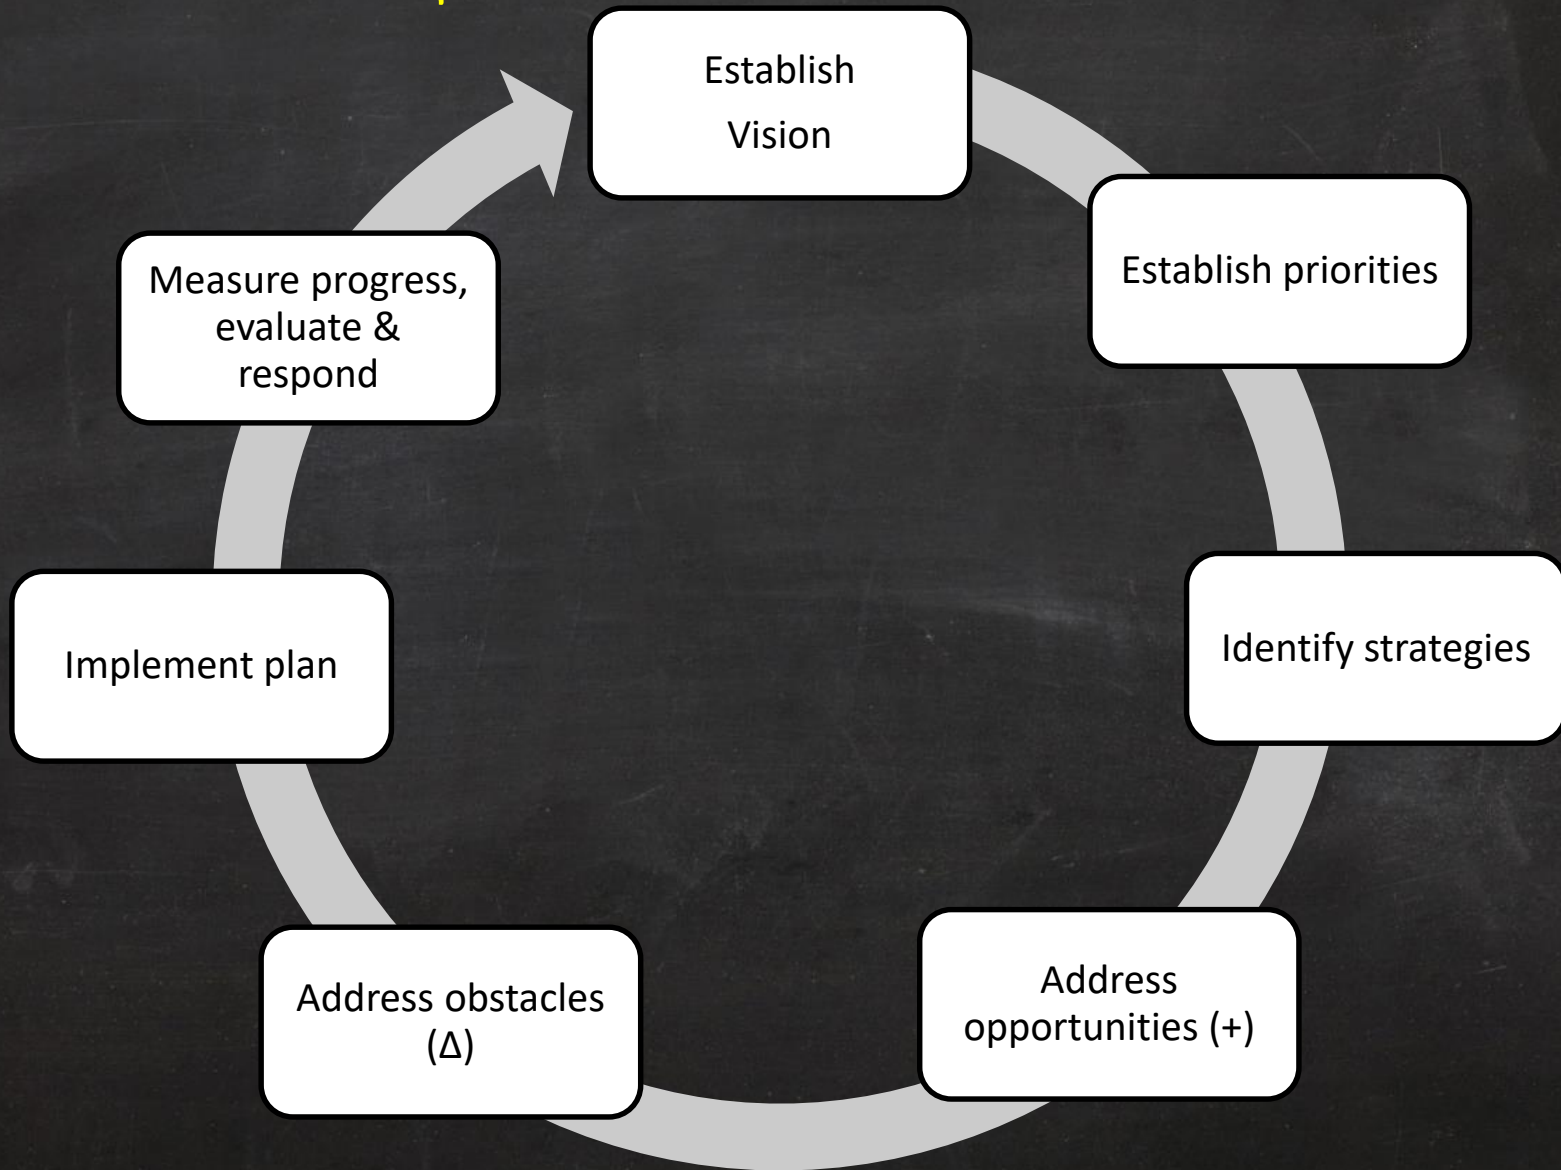 Establish
Vision
Establish priorities
Identify strategies
Address
opportunities (+)
Address obstacles
(Δ)
Implement plan
Measure progress,
evaluate &
respond